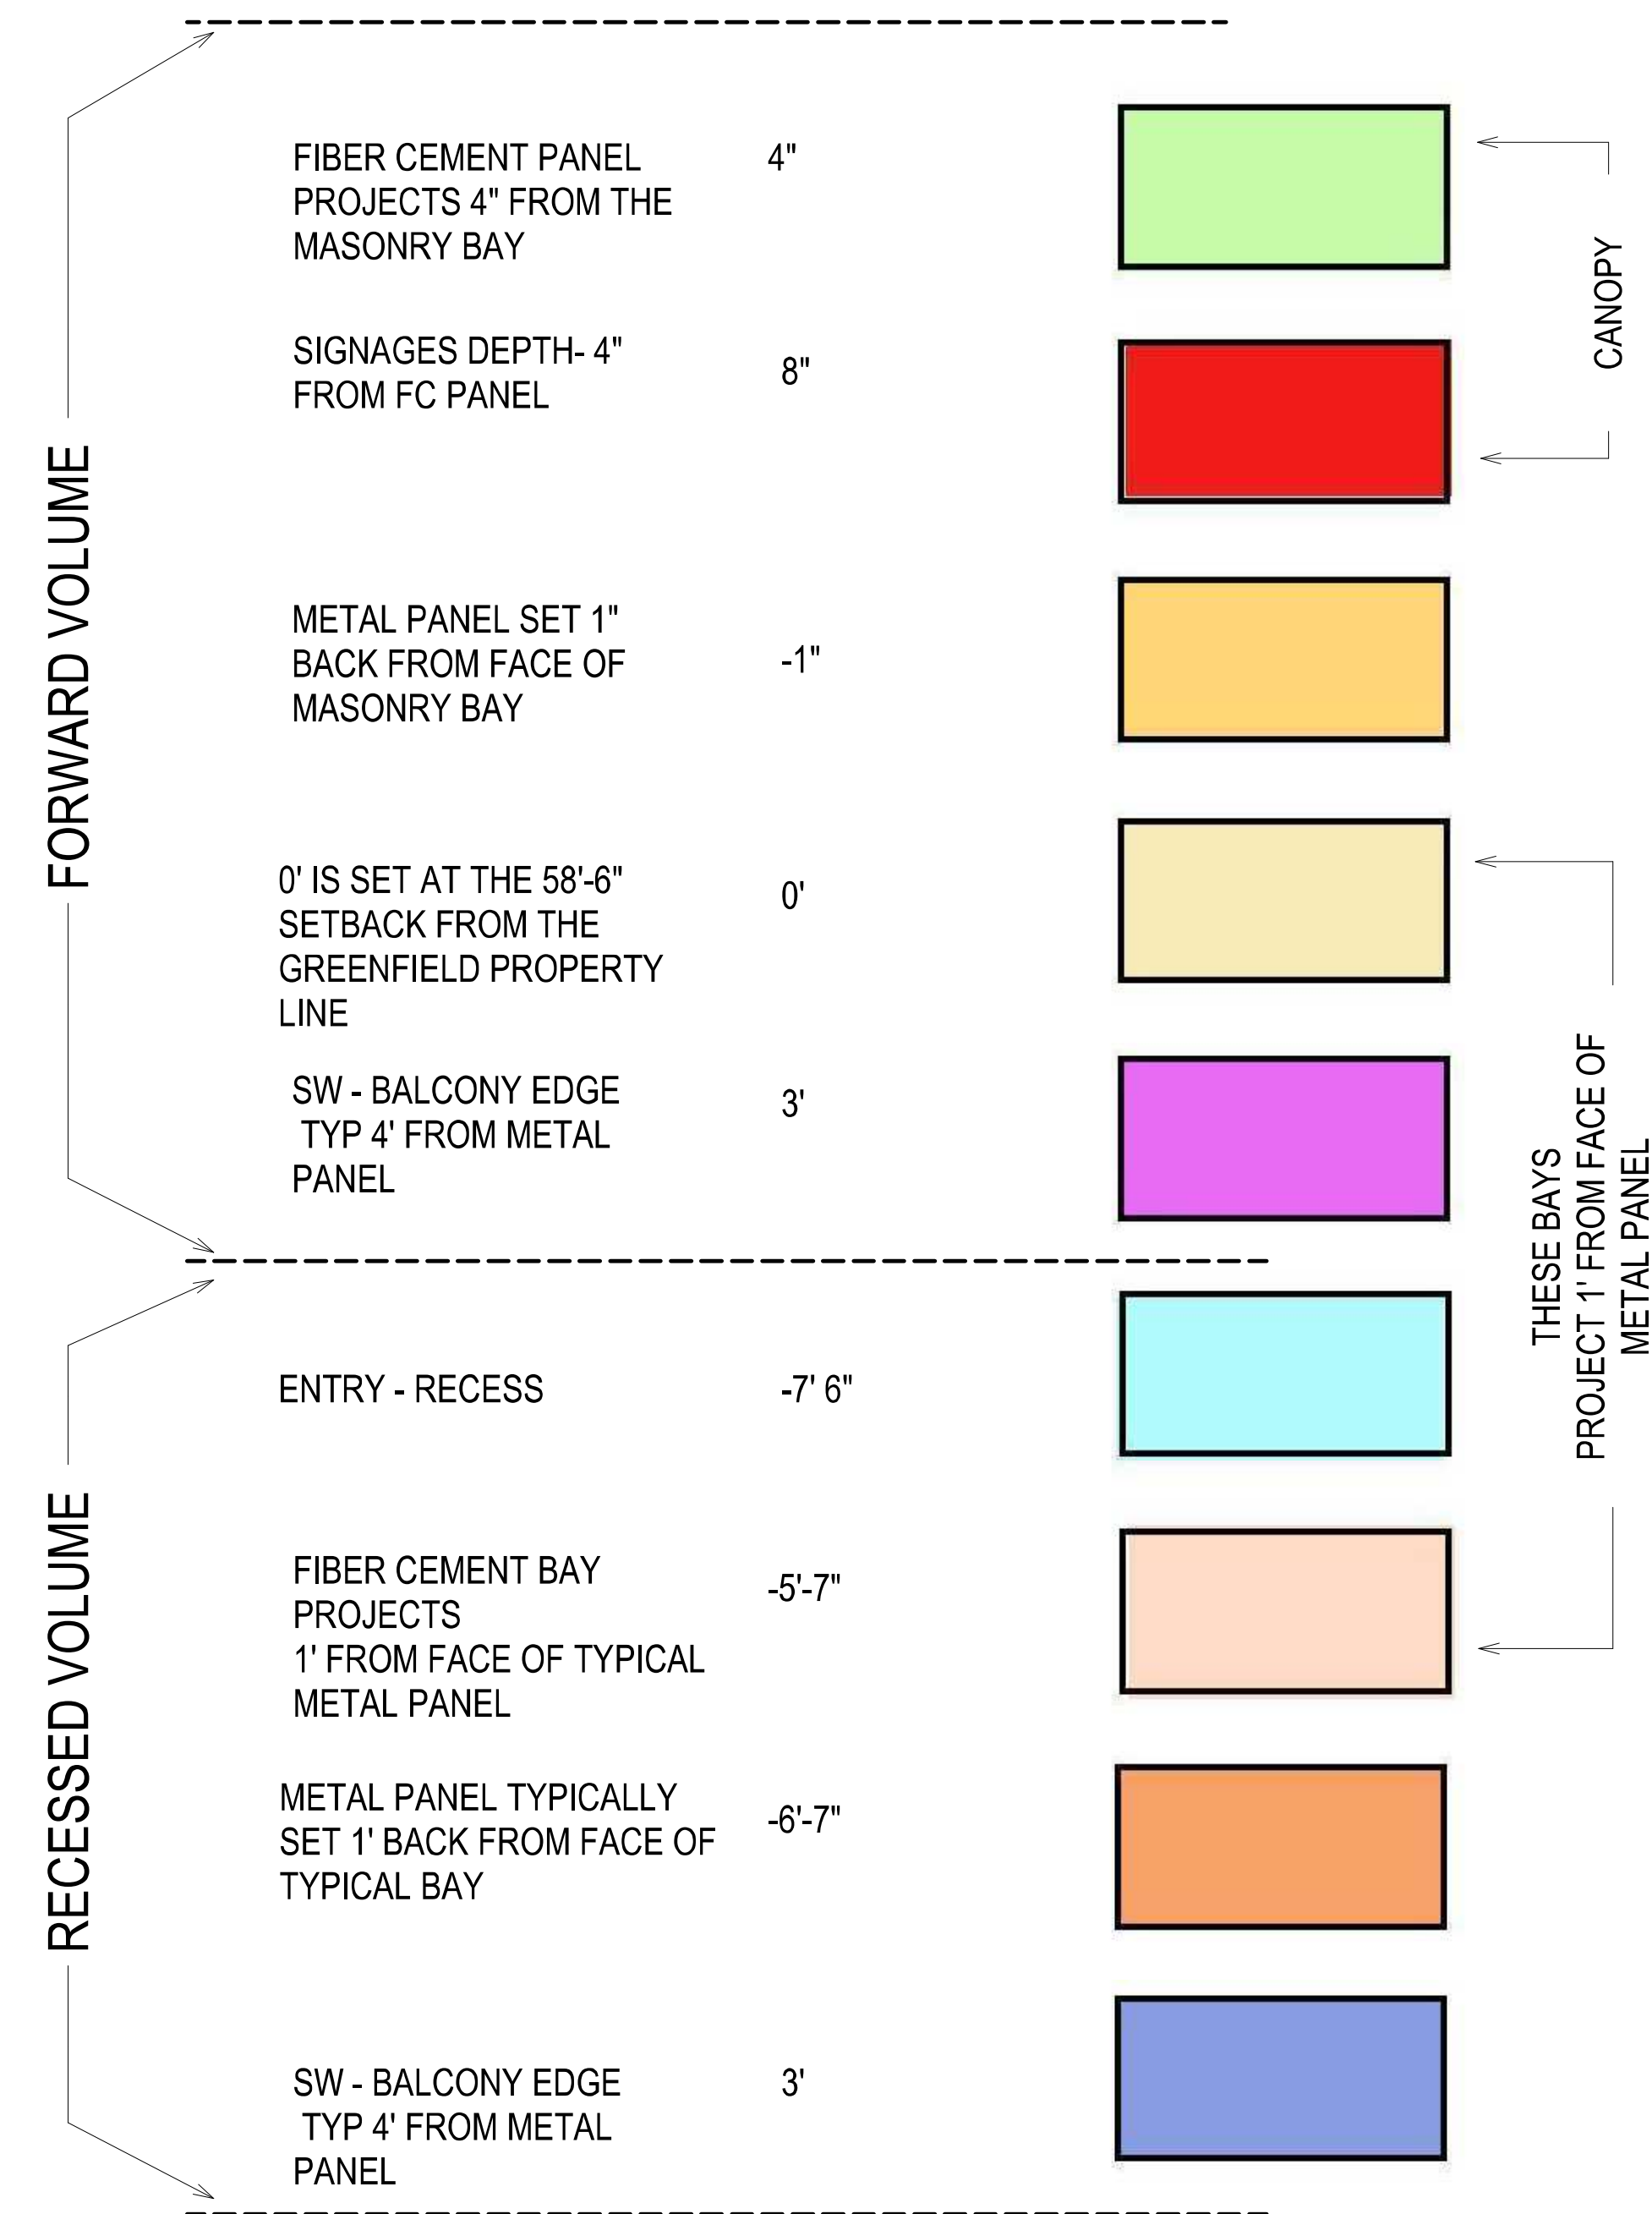 FORWARD VOLUME
FIBER CEMENT PANEL
PROJECTS 4" FROM THE
MASONRY BAY
4"
SIGNAGES DEPTH- 4"
FROM FC PANEL
8"
CANOPY
METAL PANEL SET 1"
BACK FROM FACE OF
MASONRY BAY
-1"
0' IS SET AT THE 58'-6"
SETBACK FROM THE
GREENFIELD PROPERTY
LINE
0'
SW - BALCONY EDGE
TYP 4' FROM METAL
PANEL
3'
THESE BAYS
PROJECT 1' FROM FACE OF
METAL PANEL
RECESSED VOLUME
ENTRY - RECESS
-7' 6"
FIBER CEMENT BAY
PROJECTS
1' FROM FACE OF TYPICAL
METAL PANEL
-5'-7"
METAL PANEL TYPICALLY
SET 1' BACK FROM FACE OF
TYPICAL BAY
-6'-7"
SW - BALCONY EDGE
TYP 4' FROM METAL
PANEL
3'